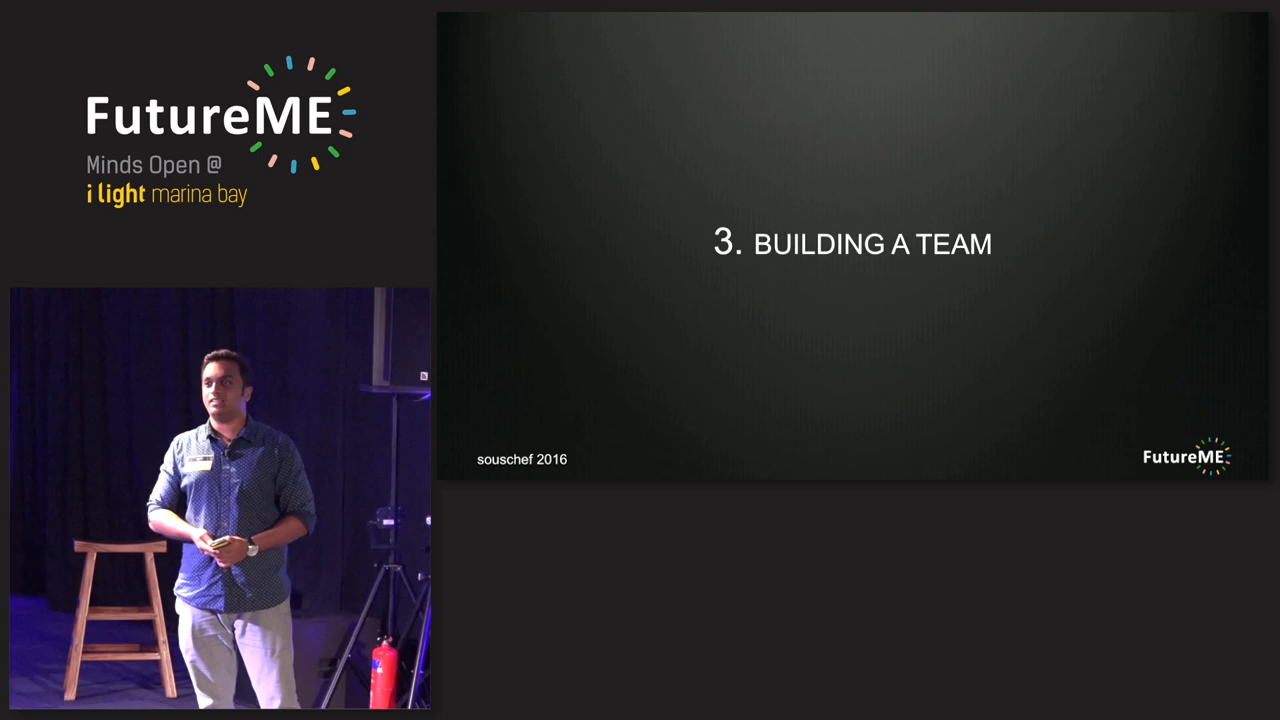 FutureME
Minds Open @
i light marina bay
3. BUILDING A TEAM
souschef 2016
FutureME